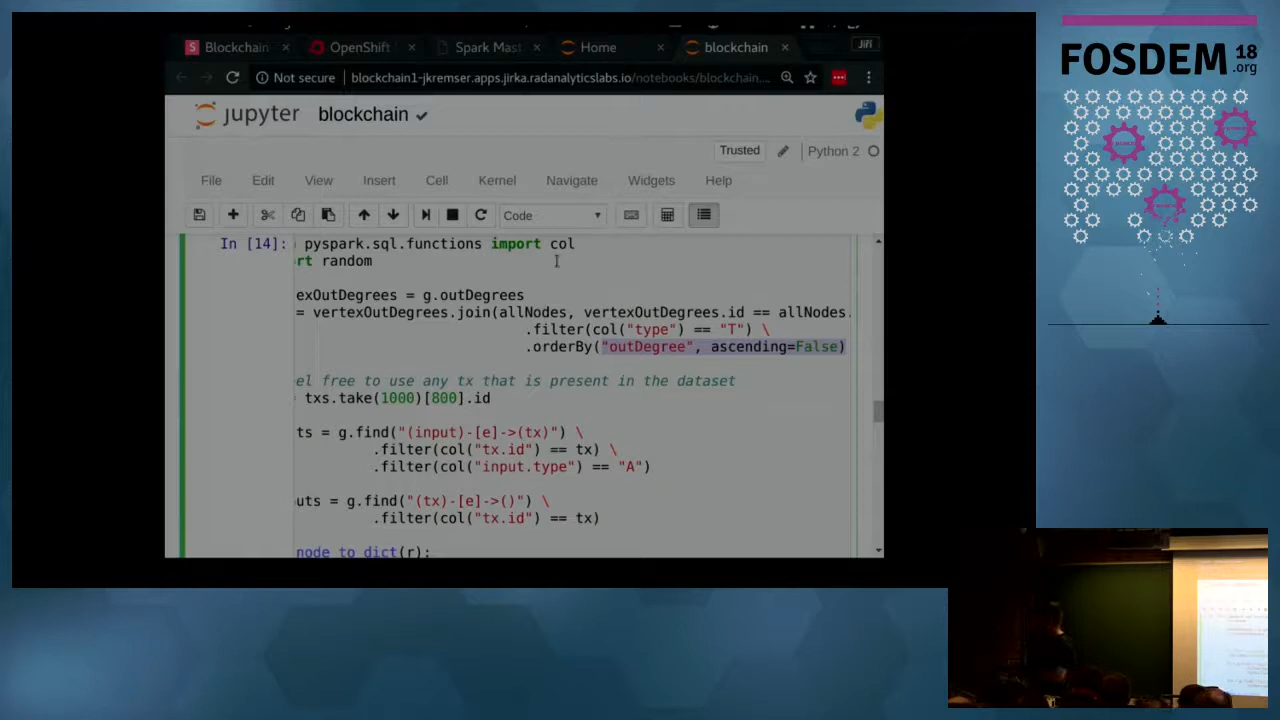 Blockchain
OpenShift
Spark Mast
Home
blockchain
Jiří
Not secure
blockchain1-jkremser.apps.jirka.radanalyticslabs.io/notebooks/blockchain....
jupyter
blockchain
Trusted
Python 2
File
Edit
View
Insert
Cell
Kernel
Navigate
Widgets
Help
Code
In [14]:
pyspark.sql.functions import col
rt random
exOutDegrees = g.outDegrees
= vertexOutDegrees.join(allNodes, vertexOutDegrees.id == allNodes.
.filter(col("type") == "T") \
.orderBy("outDegree", ascending=False)
el free to use any tx that is present in the dataset
txs.take(1000)[800].id
ts = g.find("(input)-[e]->(tx)") \
.filter(col("tx.id") == tx) \
.filter(col("input.type") == "A")
uts = g.find("(tx)-[e]->()") \
.filter(col("tx.id") == tx)
node_to_dict(r):
FOSDEM 18
.org